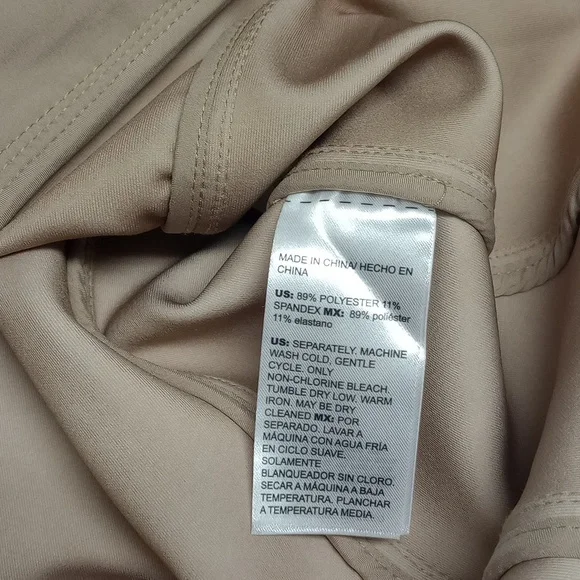 MADE IN CHINA/ HECHO EN
CHINA
US: 89% POLYESTER 11%
SPANDEX MX: 89% poliéster
11% elastano
US: SEPARATELY. MACHINE
WASH COLD, GENTLE
CYCLE. ONLY
NON-CHLORINE BLEACH.
TUMBLE DRY LOW. WARM
IRON. MAY BE DRY
CLEANED MX: POR
SEPARADO. LAVAR A
MÁQUINA CON AGUA FRÍA
EN CICLO SUAVE.
SOLAMENTE
BLANQUEADOR SIN CLORO.
SECAR A MÁQUINA A BAJA
TEMPERATURA. PLANCHAR
A TEMPERATURA MEDIA.